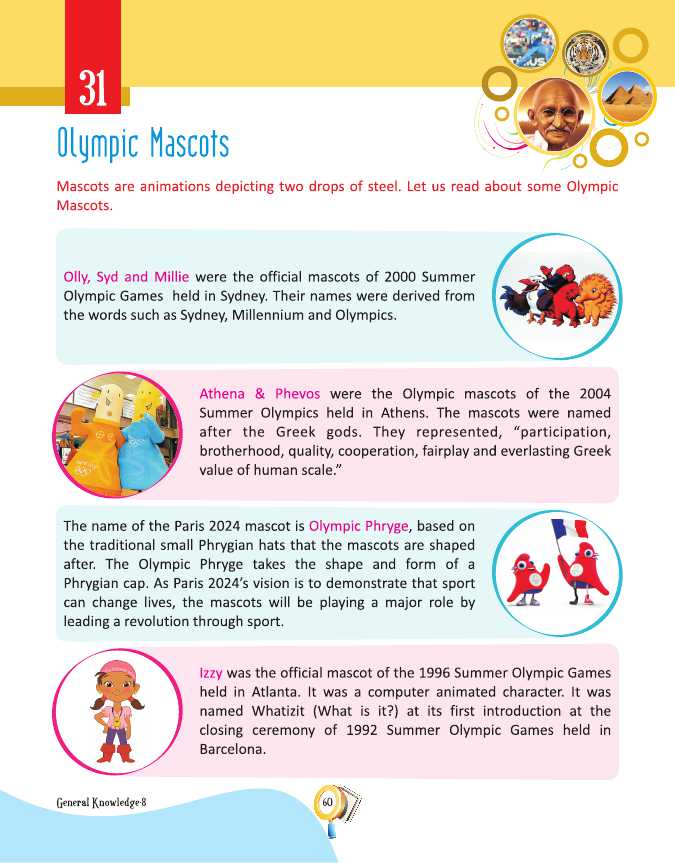 31
Olympic Mascots
Mascots are animations depicting two drops of steel. Let us read about some Olympic
Mascots.
Olly, Syd and Millie were the official mascots of 2000 Summer
Olympic Games held in Sydney. Their names were derived from
the words such as Sydney, Millennium and Olympics.
Athena & Phevos were the Olympic mascots of the 2004
Summer Olympics held in Athens. The mascots were named
after the Greek gods. They represented, “participation,
brotherhood, quality, cooperation, fairplay and everlasting Greek
value of human scale.”
The name of the Paris 2024 mascot is Olympic Phryge, based on
the traditional small Phrygian hats that the mascots are shaped
after. The Olympic Phryge takes the shape and form of a
Phrygian cap. As Paris 2024’s vision is to demonstrate that sport
can change lives, the mascots will be playing a major role by
leading a revolution through sport.
Izzy was the official mascot of the 1996 Summer Olympic Games
held in Atlanta. It was a computer animated character. It was
named Whatizit (What is it?) at its first introduction at the
closing ceremony of 1992 Summer Olympic Games held in
Barcelona.
General Knowledge-8
60